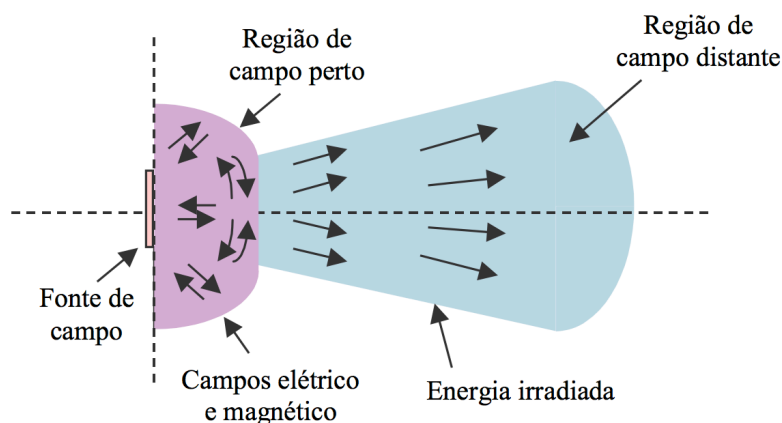 Região de
campo perto
Região de
campo distante
Fonte de
campo
Campos elétrico
e magnético
Energia irradiada